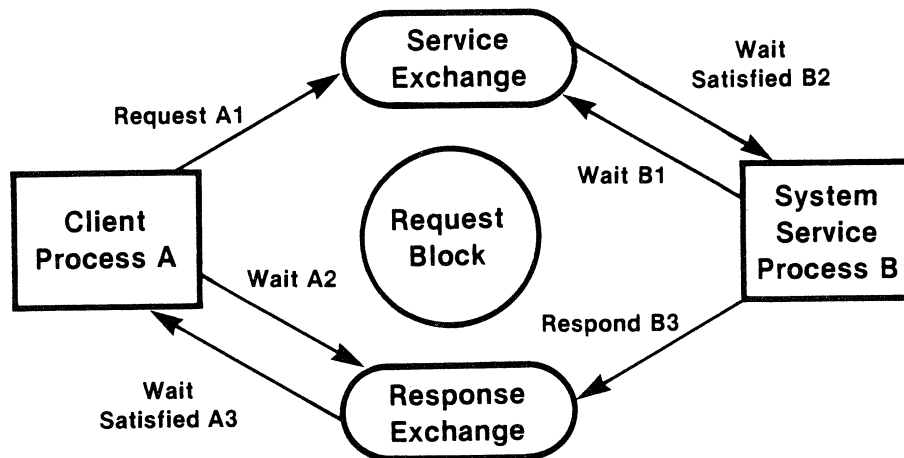 Service
Exchange
Wait
Satisfied B2
Request A1
Wait B1
Client
Process A
Request
Block
System
Service
Process B
Wait A2
Respond B3
Wait
Satisfied A3
Response
Exchange